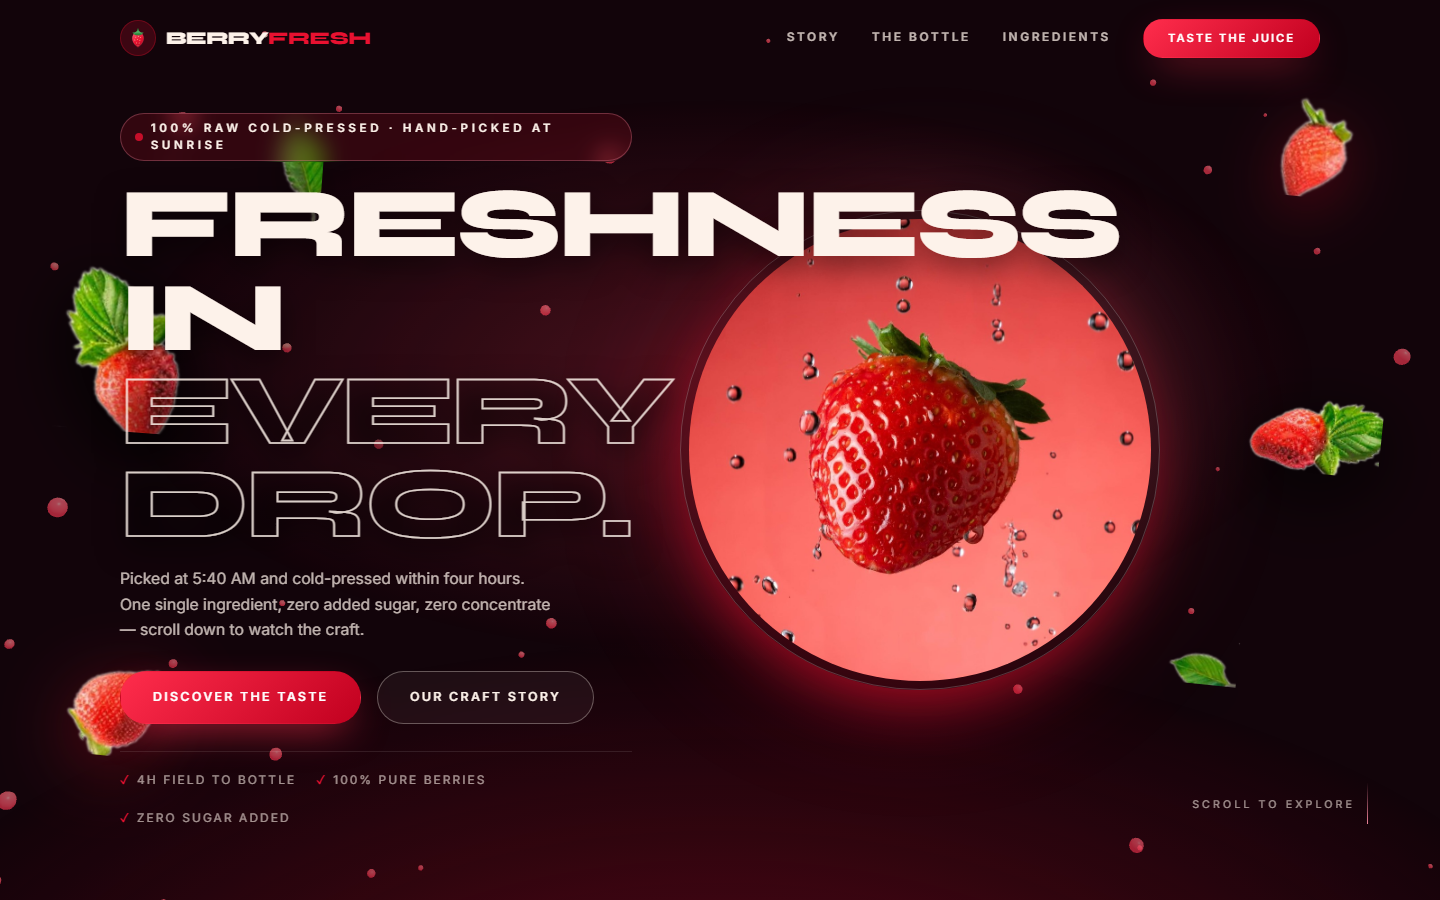 BERRYFRESH
STORY
THE BOTTLE
INGREDIENTS
TASTE THE JUICE
100% RAW COLD-PRESSED · HAND-PICKED AT
SUNRISE
FRESHNESS
IN
EVERY
DROP.
Picked at 5:40 AM and cold-pressed within four hours.
One single ingredient, zero added sugar, zero concentrate
— scroll down to watch the craft.
DISCOVER THE TASTE
OUR CRAFT STORY
✓ 4H FIELD TO BOTTLE
✓ 100% PURE BERRIES
✓ ZERO SUGAR ADDED
SCROLL TO EXPLORE